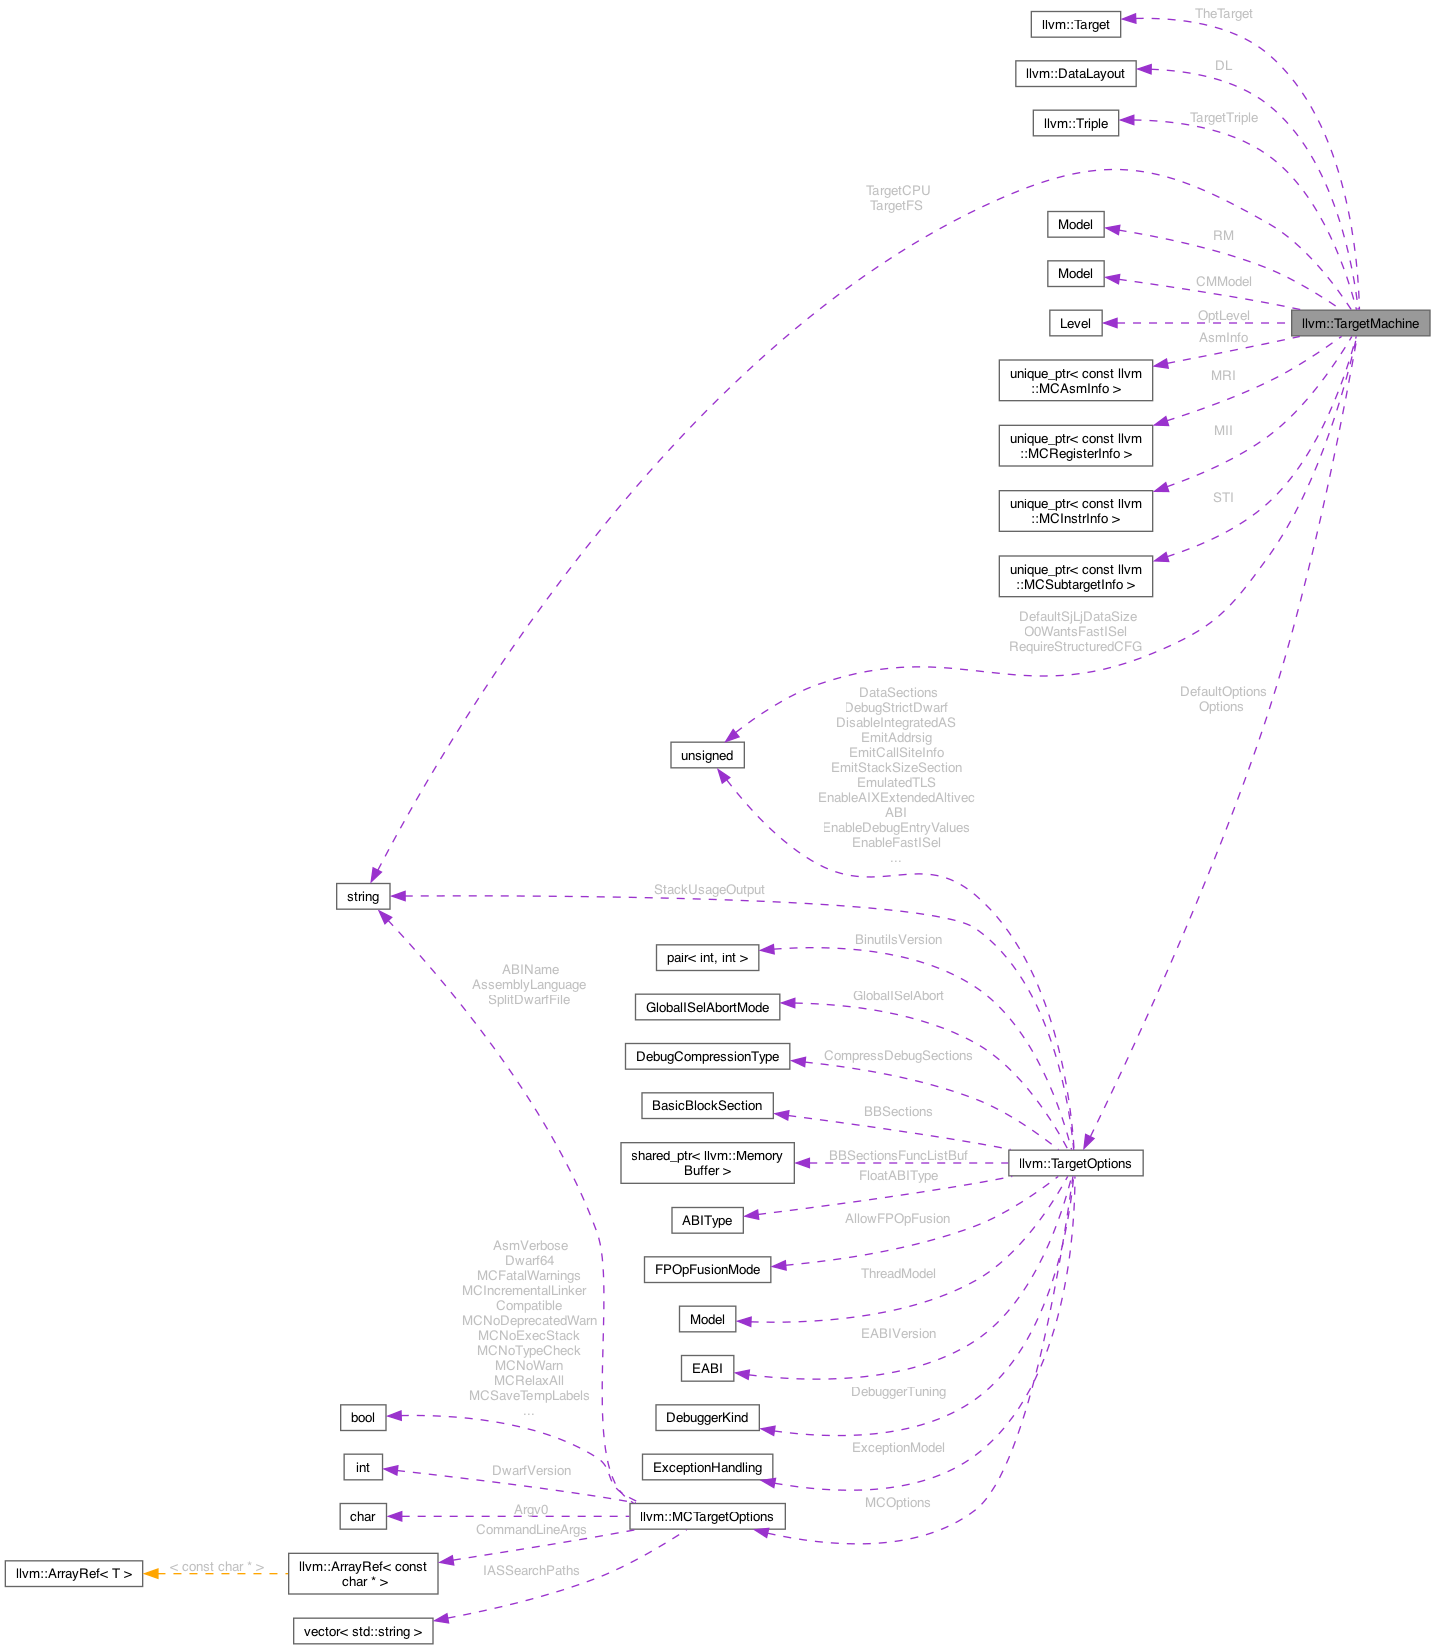 TheTarget
llvm::Target
DL
llvm::DataLayout
TargetTriple
llvm::Triple
TargetCPU
TargetFS
Model
RM
Model
CMModel
Level
OptLevel
llvm::TargetMachine
AsmInfo
unique_ptr< const llvm
::MCAsmInfo >
MRI
unique_ptr< const llvm
::MCRegisterInfo >
MII
unique_ptr< const llvm
::MCInstrInfo >
STI
unique_ptr< const llvm
::MCSubtargetInfo >
DefaultSjLjDataSize
O0WantsFastISel
RequireStructuredCFG
DefaultOptions
Options
DataSections
DebugStrictDwarf
DisableIntegratedAS
EmitAddrsig
EmitCallSiteInfo
EmitStackSizeSection
EmulatedTLS
EnableAIXExtendedAltivec
ABI
EnableDebugEntryValues
EnableFastISel
...
unsigned
string
StackUsageOutput
BinutilsVersion
pair< int, int >
ABIName
AssemblyLanguage
SplitDwarfFile
GlobalISelAbort
GlobalISelAbortMode
CompressDebugSections
DebugCompressionType
BBSections
BasicBlockSection
BBSectionsFuncListBuf
shared_ptr< llvm::Memory
Buffer >
llvm::TargetOptions
FloatABIType
ABIType
AllowFPOpFusion
FPOpFusionMode
ThreadModel
Model
EABIVersion
EABI
DebuggerTuning
DebuggerKind
ExceptionModel
ExceptionHandling
MCOptions
AsmVerbose
Dwarf64
MCFatalWarnings
MCIncrementalLinker
Compatible
MCNoDeprecatedWarn
MCNoExecStack
MCNoTypeCheck
MCNoWarn
MCRelaxAll
MCSaveTempLabels
...
bool
int
DwarfVersion
char
Argv0
llvm::MCTargetOptions
CommandLineArgs
llvm::ArrayRef< T >
< const char * >
llvm::ArrayRef< const
char * >
IASSearchPaths
vector< std::string >